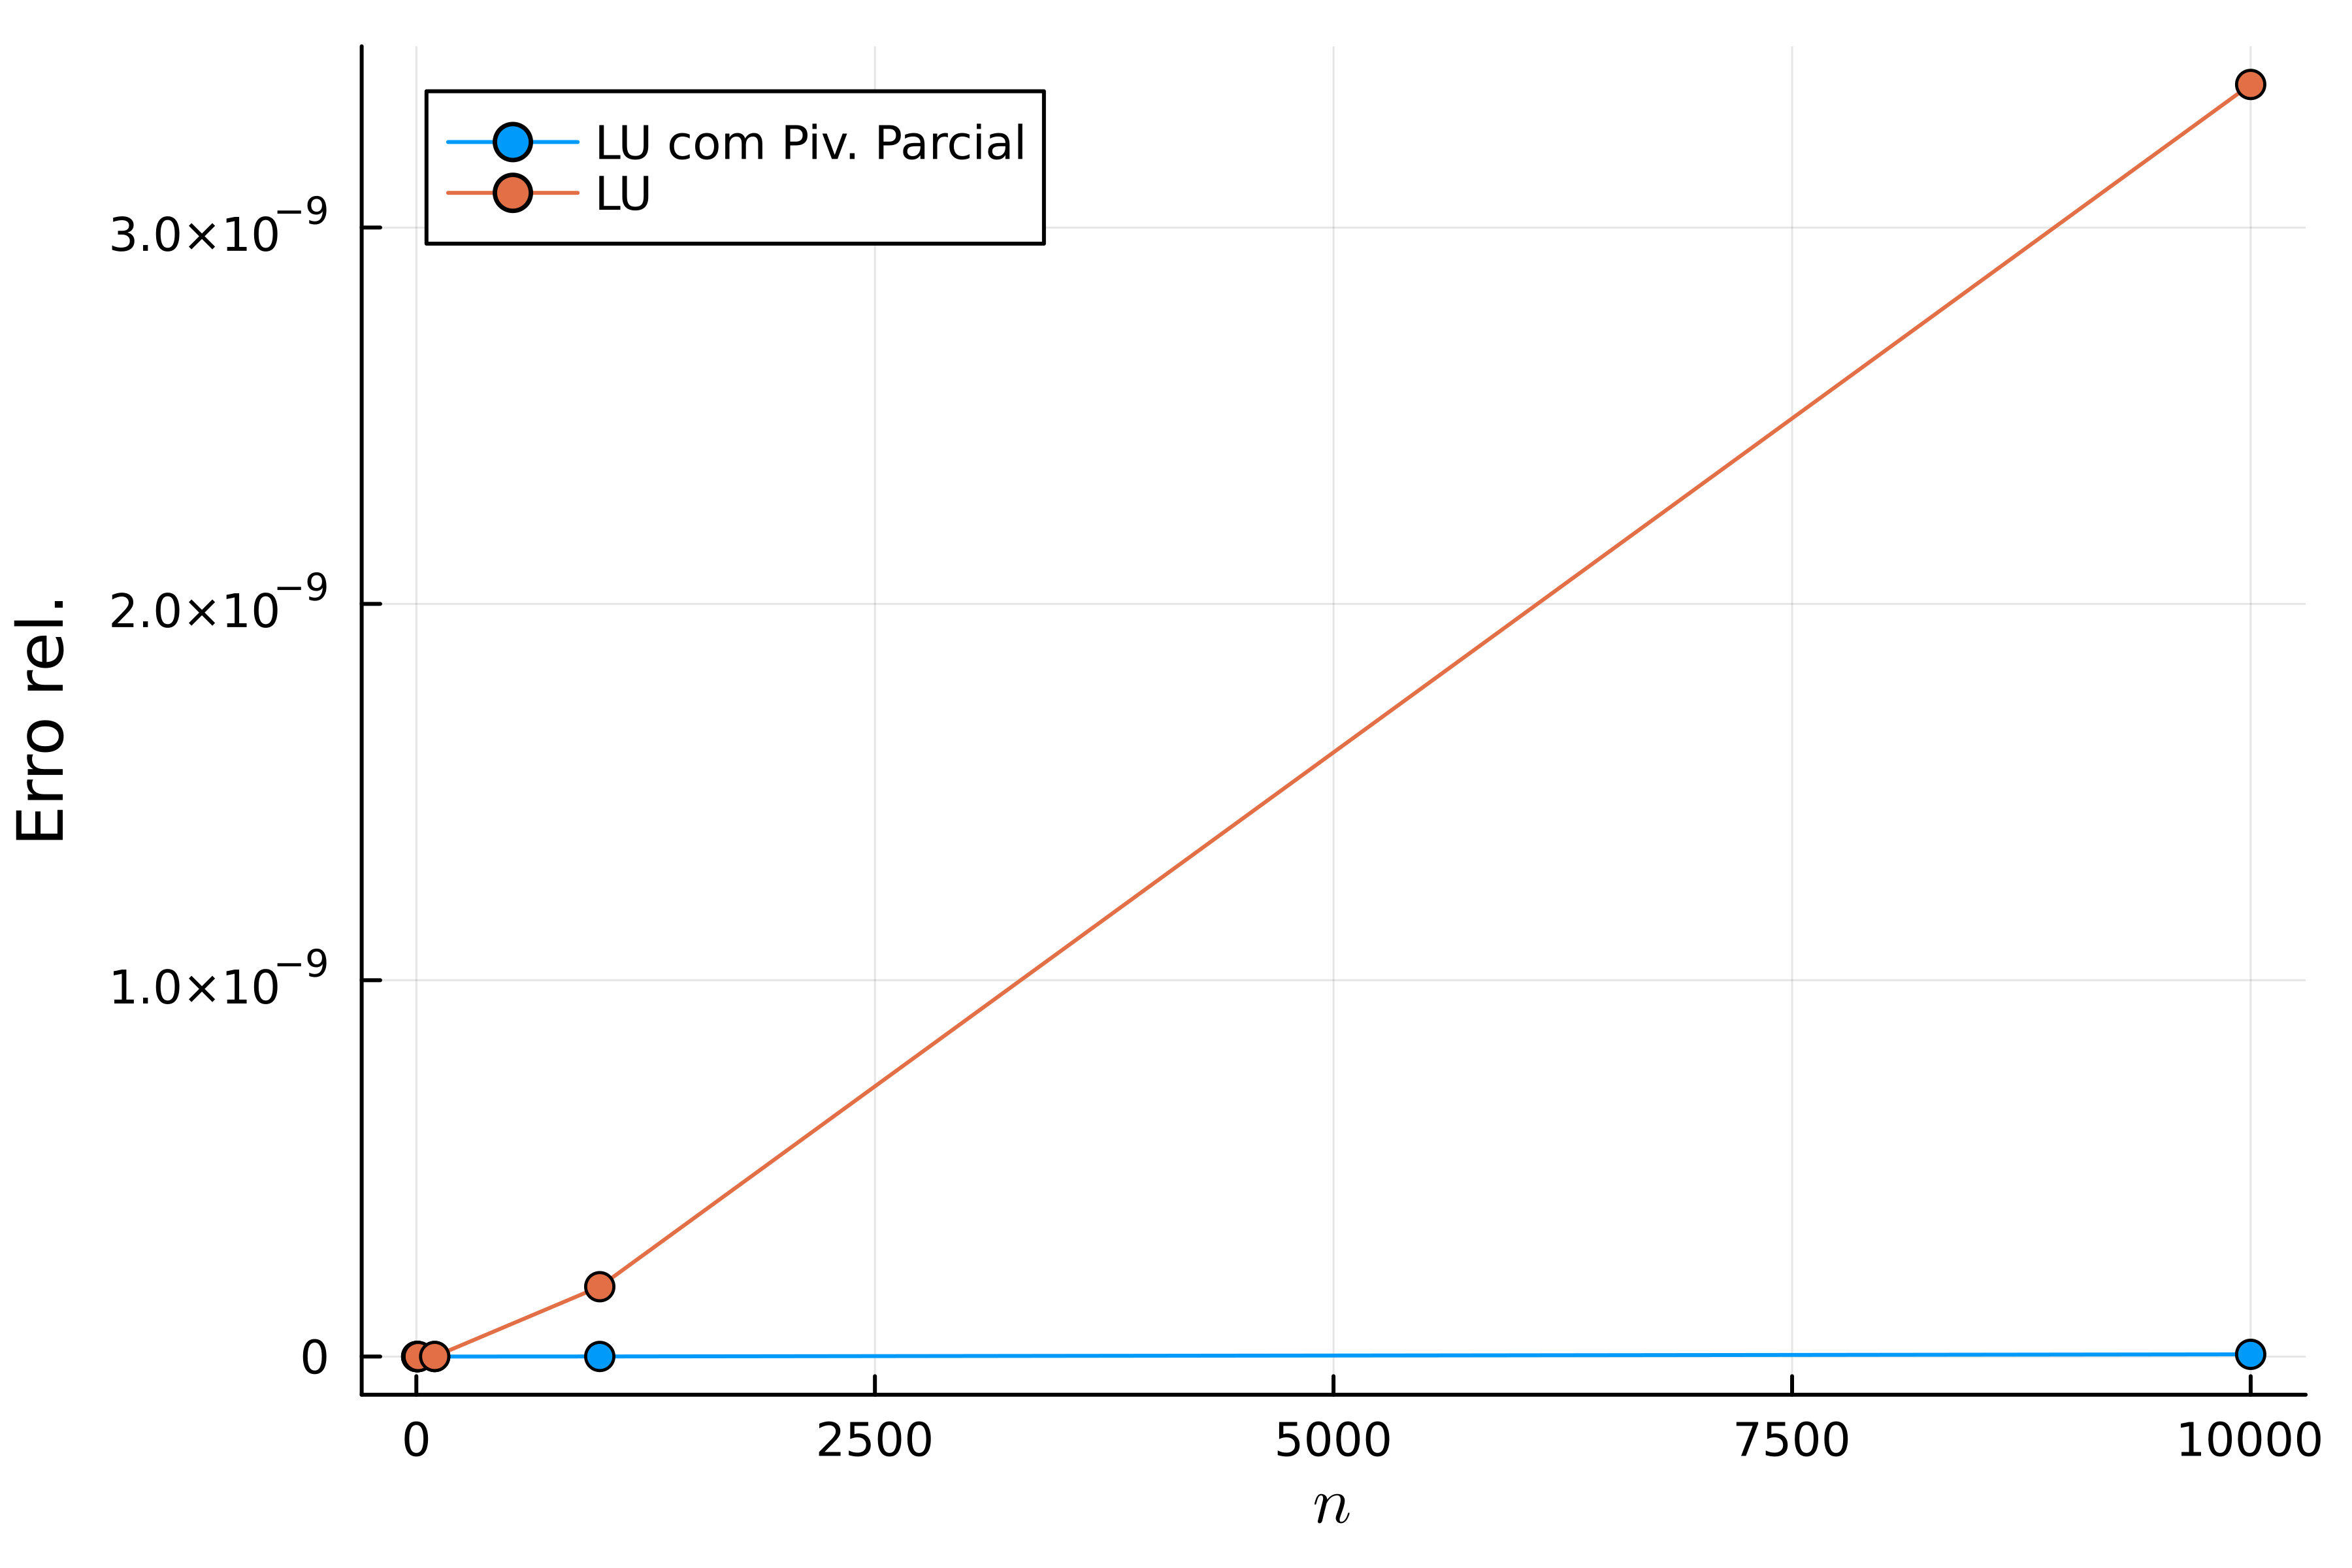 LU com Piv. Parcial
LU
3.0×10⁻⁹
2.0×10⁻⁹
1.0×10⁻⁹
0
Erro rel.
0 2500 5000 7500 10000
n